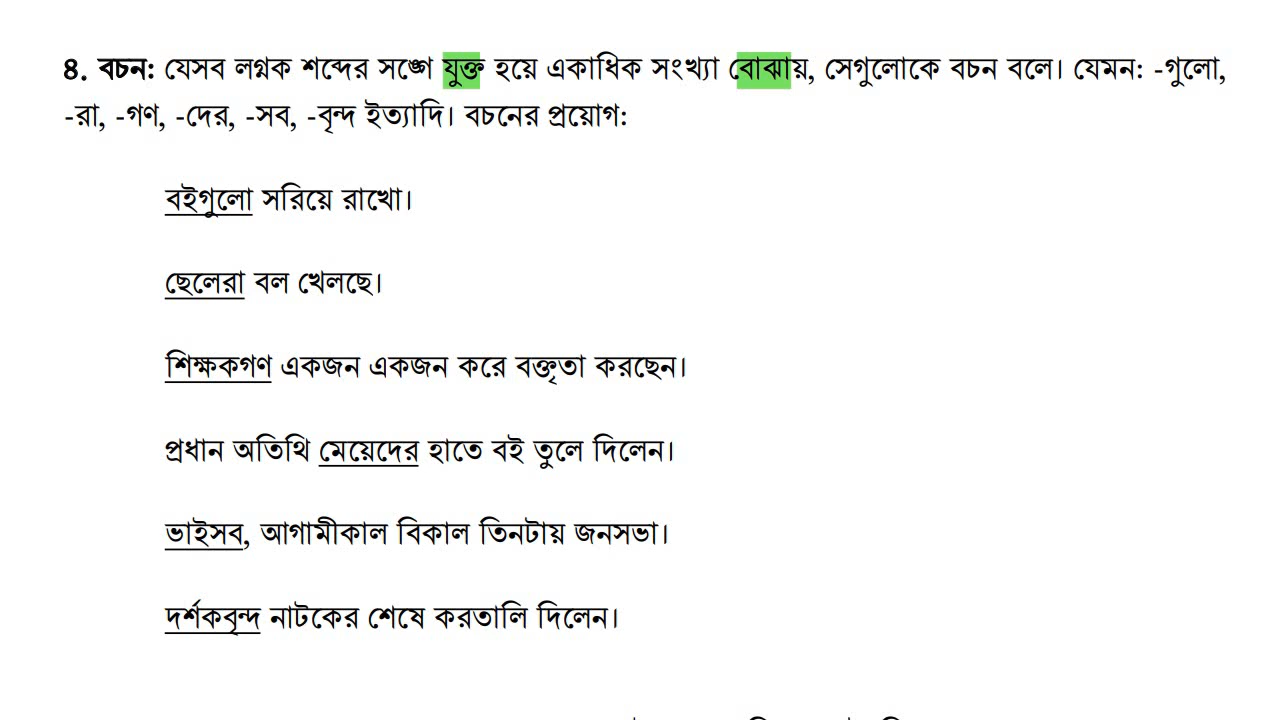 ৪. বচন: যেসব লগ্নক শব্দের সঙ্গে যুক্ত হয়ে একাধিক সংখ্যা বোঝায়, সেগুলোকে বচন বলে। যেমন: -গুলো,
-রা, -গণ, -দের, -সব, -বৃন্দ ইত্যাদি। বচনের প্রয়োগ:
বইগুলো সরিয়ে রাখো।
ছেলেরা বল খেলছে।
শিক্ষকগণ একজন একজন করে বক্তৃতা করছেন।
প্রধান অতিথি মেয়েদের হাতে বই তুলে দিলেন।
ভাইসব, আগামীকাল বিকাল তিনটায় জনসভা।
দর্শকবৃন্দ নাটকের শেষে করতালি দিলেন।